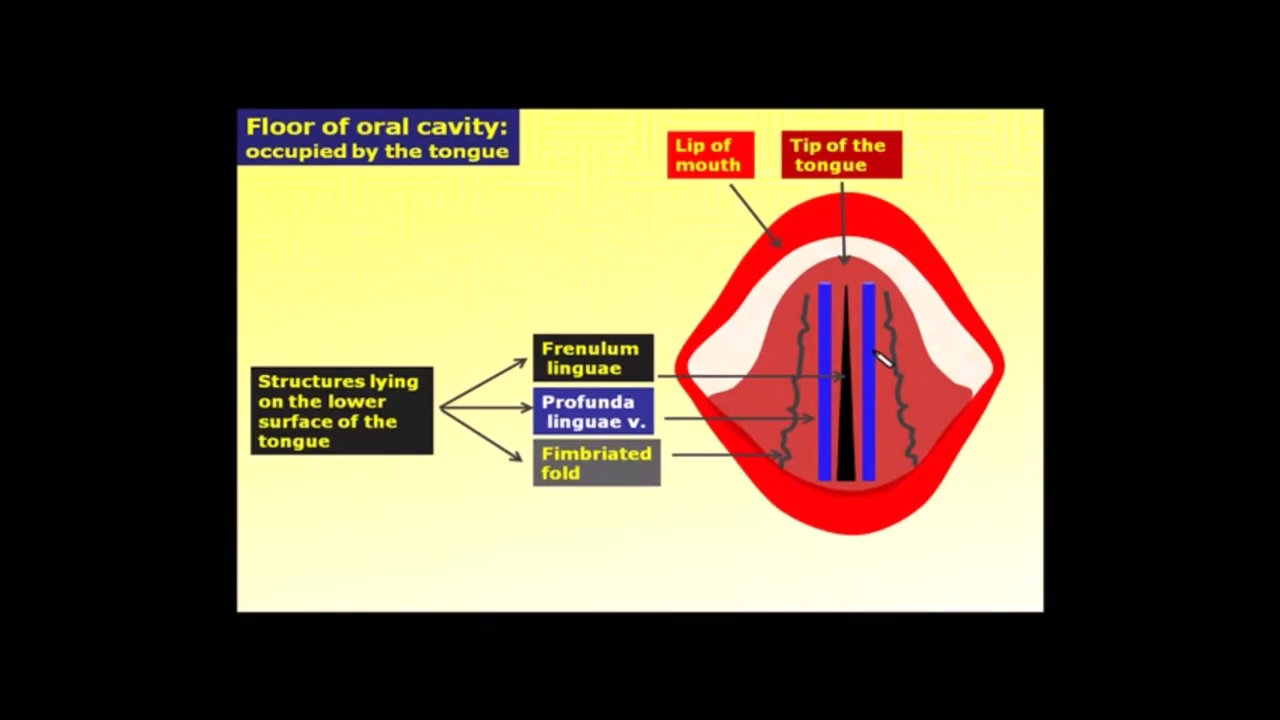 Floor of oral cavity:
occupied by the tongue
Lip of
mouth
Tip of the
tongue
Structures lying
on the lower
surface of the
tongue
Frenulum
linguae
Profunda
linguae v.
Fimbriated
fold